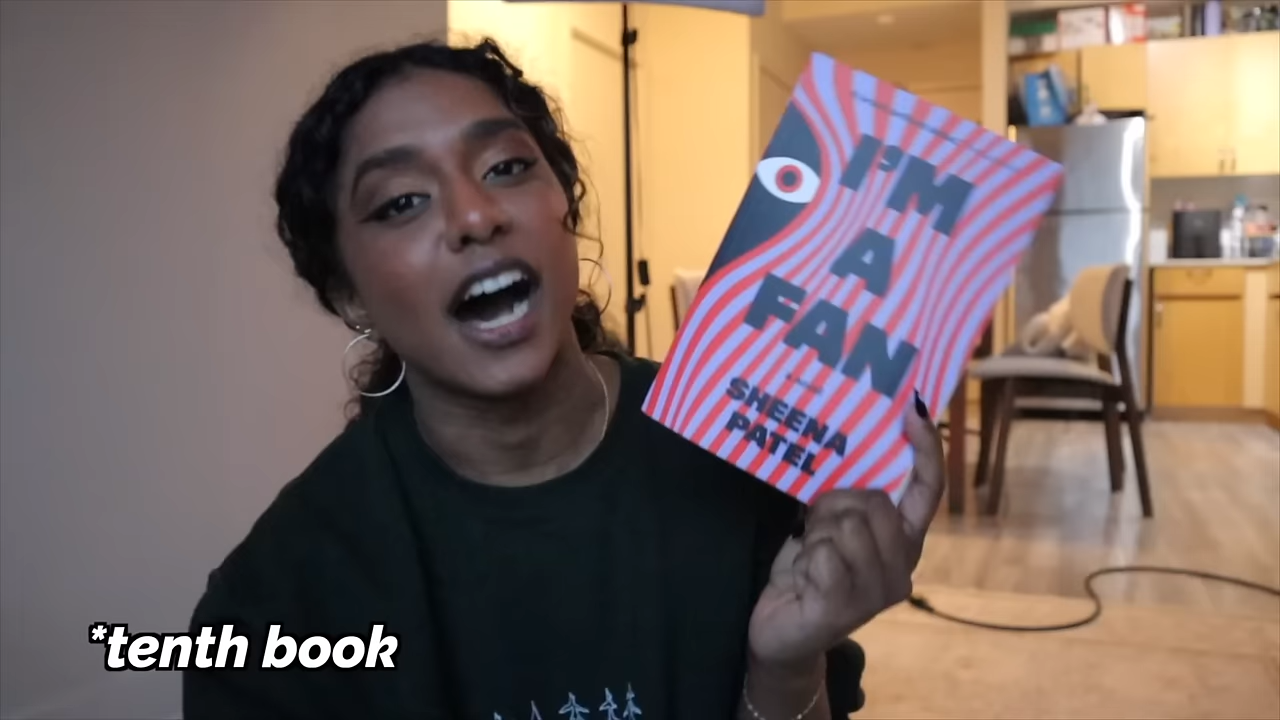 I'M
A
FAN
SHEENA
PATEL
*tenth book